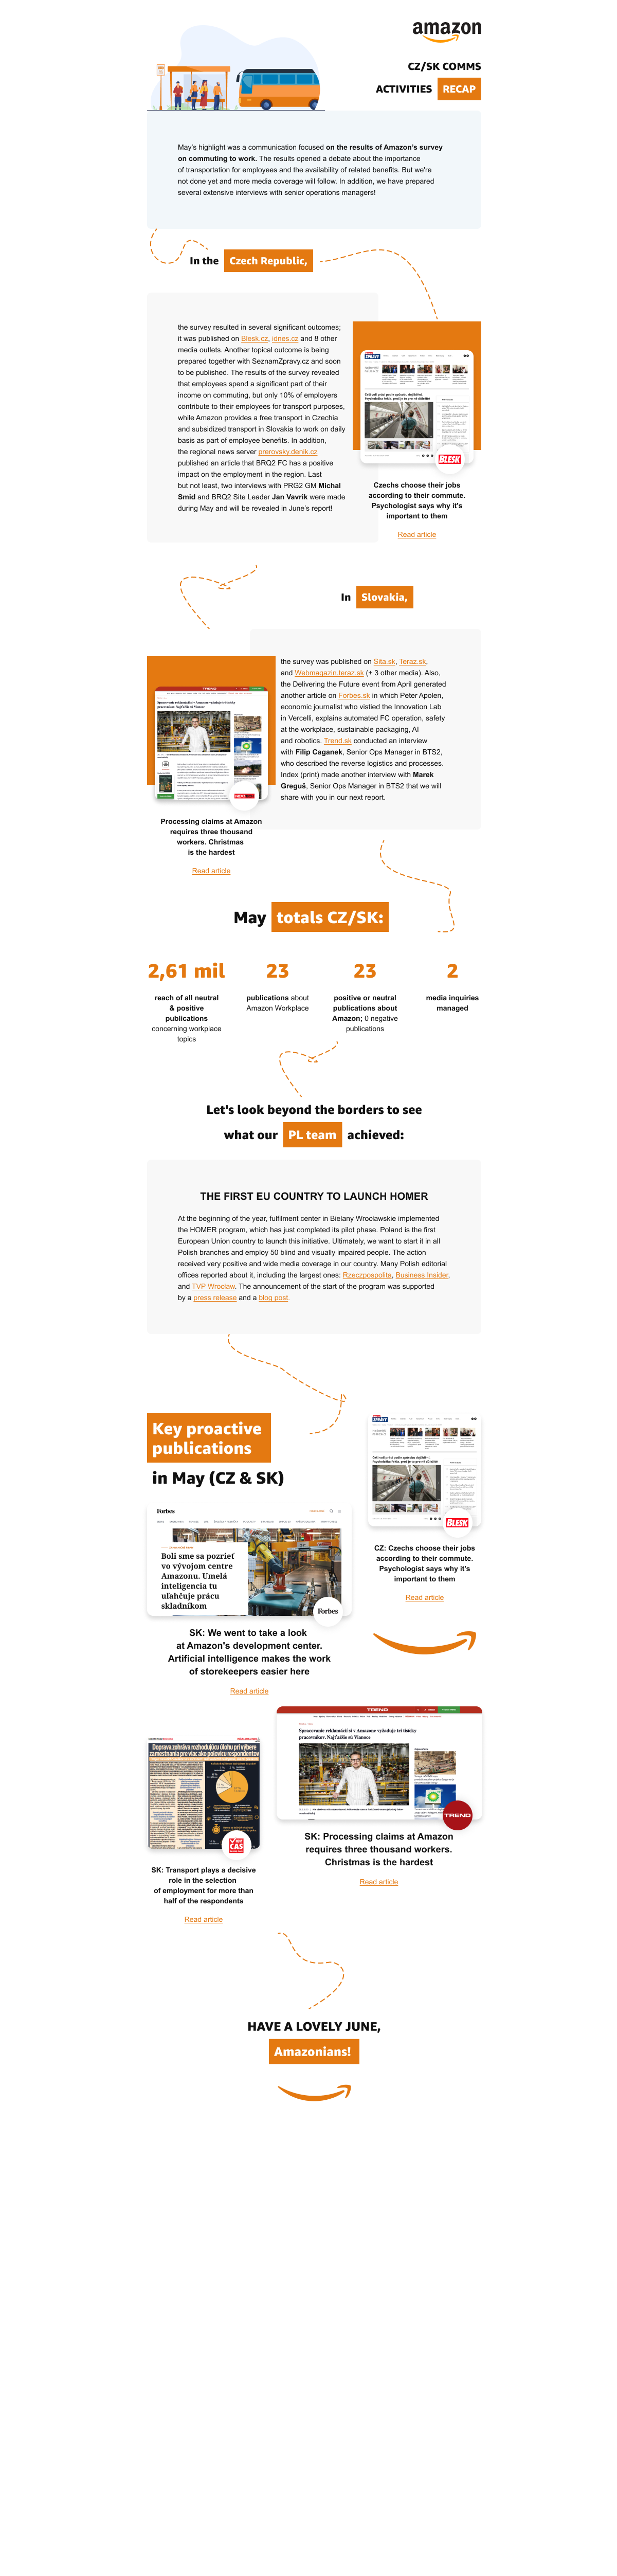 amazon
CZ/SK COMMS
ACTIVITIES RECAP
May's highlight was a communication focused on the results of Amazon's survey
on commuting to work. The results opened a debate about the importance
of transportation for employees and the availability of related benefits. But we're
not done yet and more media coverage will follow. In addition, we have prepared
several extensive interviews with senior operations managers!
In the Czech Republic,
the survey resulted in several significant outcomes;
it was published on Blesk.cz, idnes.cz and 8 other
media outlets. Another topical outcome is being
prepared together with SeznamZpravy.cz and soon
to be published. The results of the survey revealed
that employees spend a significant part of their
income on commuting, but only 10% of employers
contribute to their employees for transport purposes,
while Amazon provides a free transport in Czechia
and subsidized transport in Slovakia to work on daily
basis as part of employee benefits. In addition,
the regional news server prerovsky.denik.cz
published an article that BRQ2 FC has a positive
impact on the employment in the region. Last
but not least, two interviews with PRG2 GM Michal
Smid and BRQ2 Site Leader Jan Vavrik were made
during May and will be revealed in June's report!
BLESK
Czechs choose their jobs
according to their commute.
Psychologist says why it's
important to them
Read article
In Slovakia,
the survey was published on Sita.sk, Teraz.sk,
and Webmagazin.teraz.sk (+ 3 other media). Also,
the Delivering the Future event from April generated
another article on Forbes.sk in which Peter Apolen,
economic journalist who vistied the Innovation Lab
in Vercelli, explains automated FC operation, safety
at the workplace, sustainable packaging, AI
and robotics. Trend.sk conducted an interview
with Filip Caganek, Senior Ops Manager in BTS2,
who described the reverse logistics and processes.
Index (print) made another interview with Marek
Greguš, Senior Ops Manager in BTS2 that we will
share with you in our next report.
TREND
Spracovanie reklamácií si v Amazone vyžaduje tri tisícky
pracovníkov. Najťažšie sú Vianoce
Processing claims at Amazon
requires three thousand
workers. Christmas
is the hardest
Read article
May totals CZ/SK:
2,61 mil
reach of all neutral
& positive
publications
concerning workplace
topics
23
publications about
Amazon Workplace
23
positive or neutral
publications about
Amazon; 0 negative
publications
2
media inquiries
managed
Let's look beyond the borders to see
what our PL team achieved:
THE FIRST EU COUNTRY TO LAUNCH HOMER
At the beginning of the year, fulfilment center in Bielany Wrocławskie implemented
the HOMER program, which has just completed its pilot phase. Poland is the first
European Union country to launch this initiative. Ultimately, we want to start it in all
Polish branches and employ 50 blind and visually impaired people. The action
received very positive and wide media coverage in our country. Many Polish editorial
offices reported about it, including the largest ones: Rzeczpospolita, Business Insider,
and TVP Wrocław. The announcement of the start of the program was supported
by a press release and a blog post.
Key proactive
publications
in May (CZ & SK)
Forbes
Boli sme sa pozrieť
vo vývojom centre
Amazonu. Umelá
inteligencia tu
uľahčuje prácu
skladníkom
Forbes
SK: We went to take a look
at Amazon's development center.
Artificial intelligence makes the work
of storekeepers easier here
Read article
Češi volí práci podle způsobu dojíždění
Psycholožka řekla, proč je to pro ně důležité
BLESK
CZ: Czechs choose their jobs
according to their commute.
Psychologist says why it's
important to them
Read article
Doprava zohráva rozhodujúcu úlohu pri výbere
zamestnania pre viac ako polovicu respondentov
SK: Transport plays a decisive
role in the selection
of employment for more than
half of the respondents
Read article
TREND
Spracovanie reklamácií si v Amazone vyžaduje tri tisícky
pracovníkov. Najťažšie sú Vianoce
TREND
SK: Processing claims at Amazon
requires three thousand workers.
Christmas is the hardest
Read article
HAVE A LOVELY JUNE,
Amazonians!